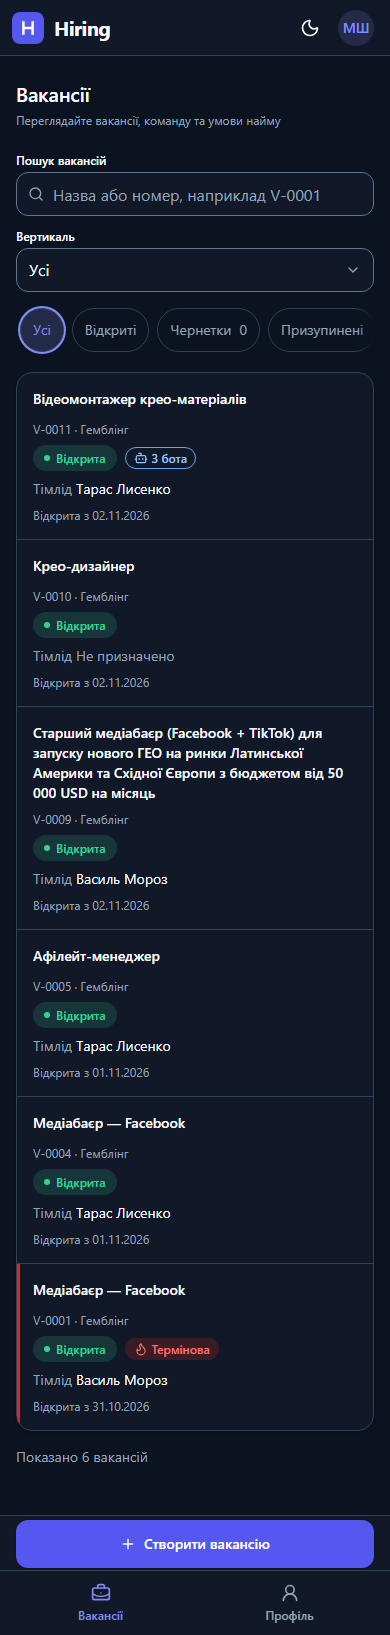 H Hiring МШ
Вакансії
Переглядайте вакансії, команду та умови найму
Пошук вакансій
Назва або номер, наприклад V-0001
Вертикаль
Усі
Усі Відкриті Чернетки 0 Призупинені
Відеомонтажер крео-матеріалів
V-0011 · Гемблінг
Відкрита 3 бота
Тімлід Тарас Лисенко
Відкрита з 02.11.2026
Крео-дизайнер
V-0010 · Гемблінг
Відкрита
Тімлід Не призначено
Відкрита з 02.11.2026
Старший медіабаєр (Facebook + TikTok) для
запуску нового ГЕО на ринки Латинської
Америки та Східної Європи з бюджетом від 50
000 USD на місяць
V-0009 · Гемблінг
Відкрита
Тімлід Василь Мороз
Відкрита з 02.11.2026
Афілейт-менеджер
V-0005 · Гемблінг
Відкрита
Тімлід Тарас Лисенко
Відкрита з 01.11.2026
Медіабаєр — Facebook
V-0004 · Гемблінг
Відкрита
Тімлід Тарас Лисенко
Відкрита з 01.11.2026
Медіабаєр — Facebook
V-0001 · Гемблінг
Відкрита Термінова
Тімлід Василь Мороз
Відкрита з 31.10.2026
Показано 6 вакансій
+ Створити вакансію
Вакансії Профіль